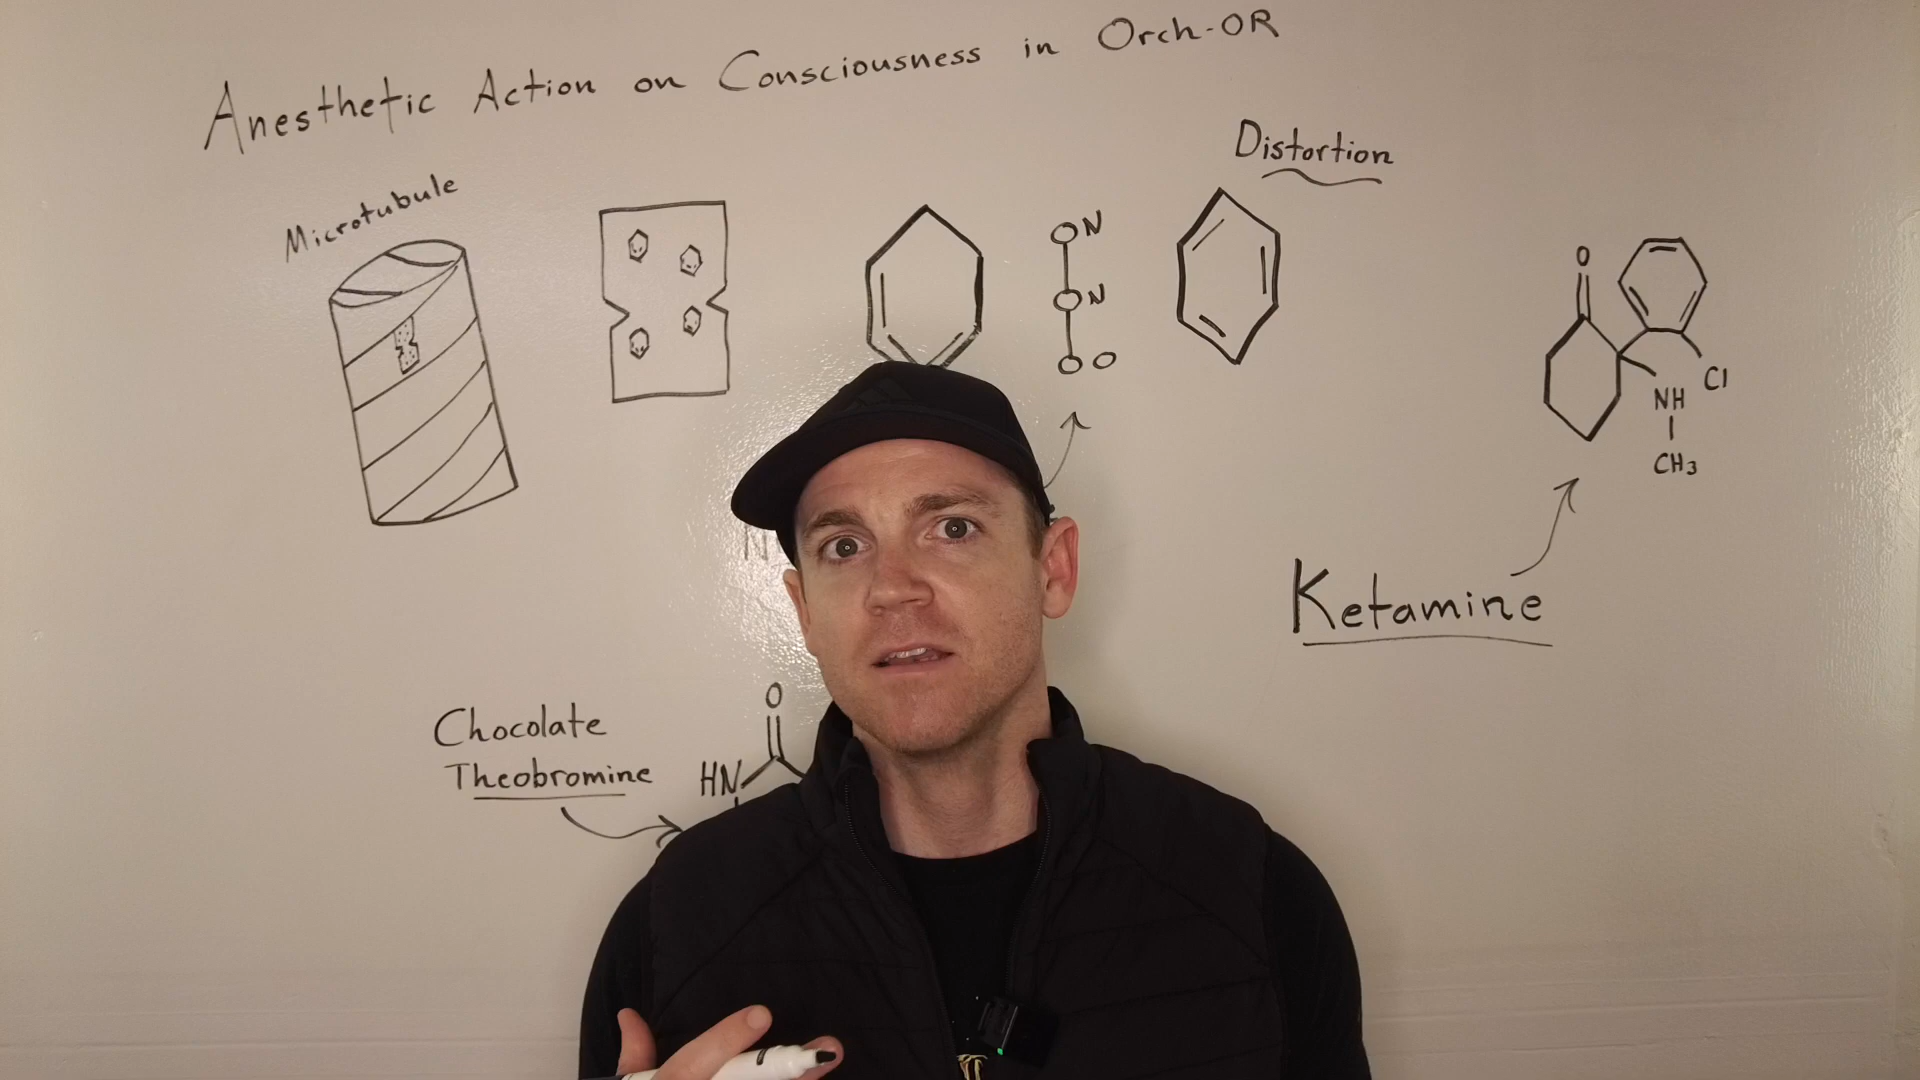 Anesthetic Action on Consciousness in Orch-OR
Distortion
Microtubule
N
N
O
O
Cl
NH
CH3
Ketamine
Chocolate
Theobromine
O
HN